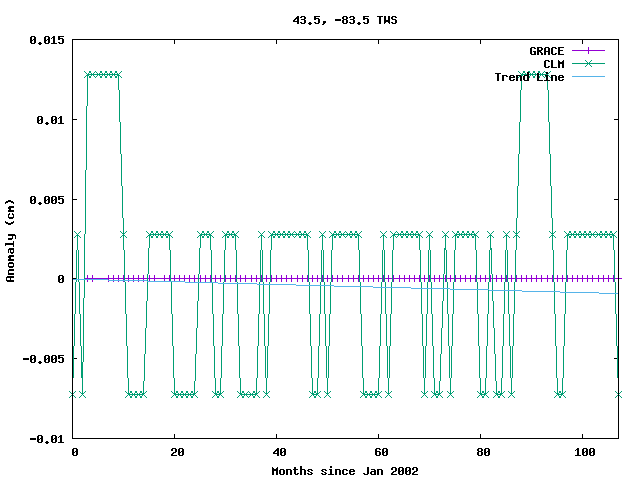 43.5, -83.5 TWS
0.015
GRACE
CLM
Trend Line
0.01
0.005
0
-0.005
-0.01
Anomaly (cm)
0 20 40 60 80 100
Months since Jan 2002